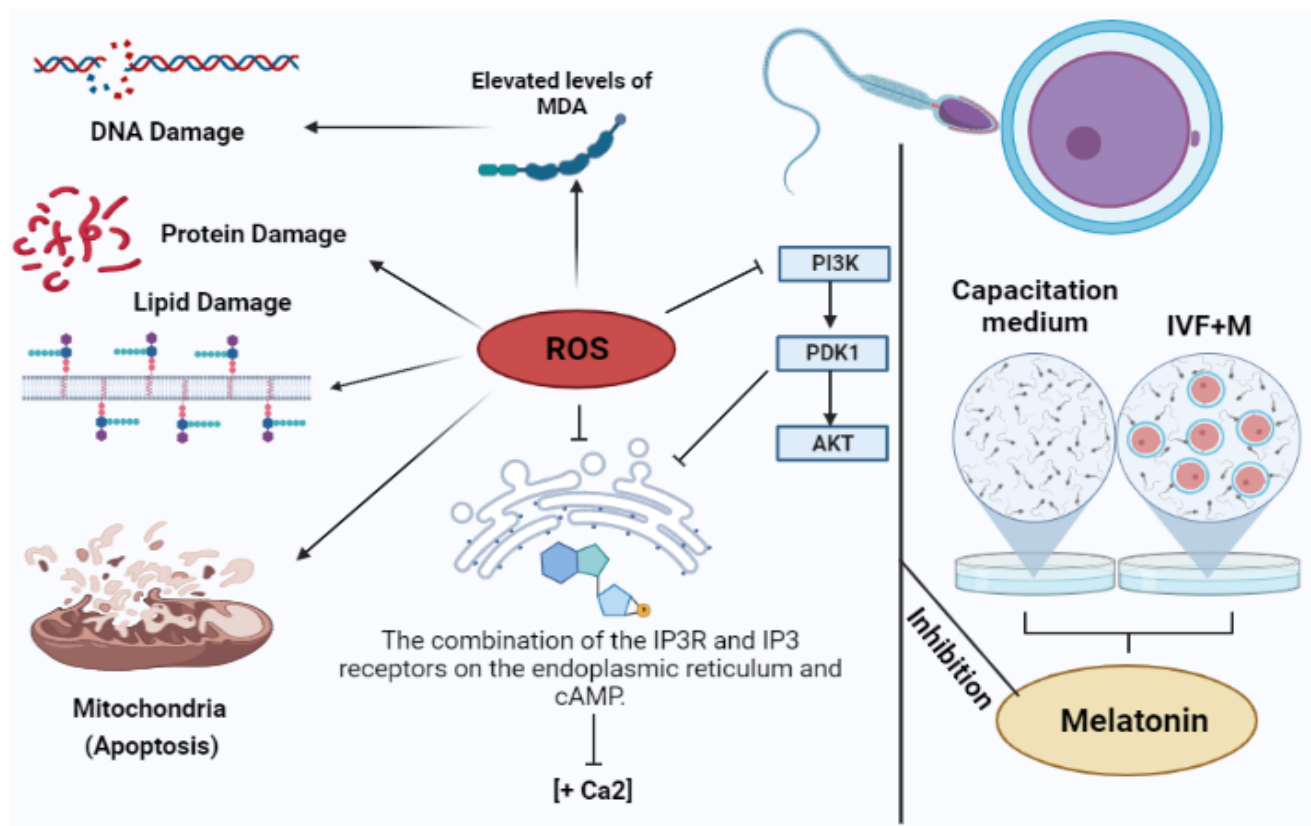 Elevated levels of
MDA
DNA Damage
Protein Damage
Lipid Damage
ROS
PI3K
PDK1
AKT
Mitochondria
(Apoptosis)
The combination of the IP3R and IP3
receptors on the endoplasmic reticulum and
cAMP.
[+ Ca2]
Capacitation
medium
IVF+M
Inhibition
Melatonin